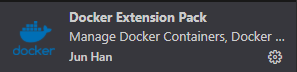 Docker Extension Pack
Manage Docker Containers, Docker ...
docker
Jun Han